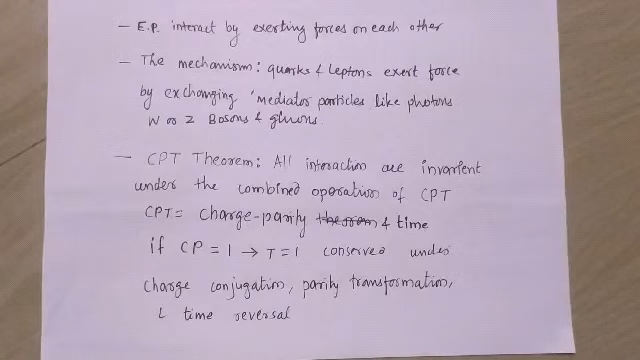 - E.P. interact by exerting forces on each other
- The mechanism: quarks & leptons exert force
by exchanging 'mediator particles like photons
W or Z Bosons & gluons
- CPT Theorem: All interaction are invarient
under the combined operation of CPT
CPT = charge-parity theorem & time
if CP = 1 → T = 1 conserved under
charge conjugation, parity transformation,
& time reversal